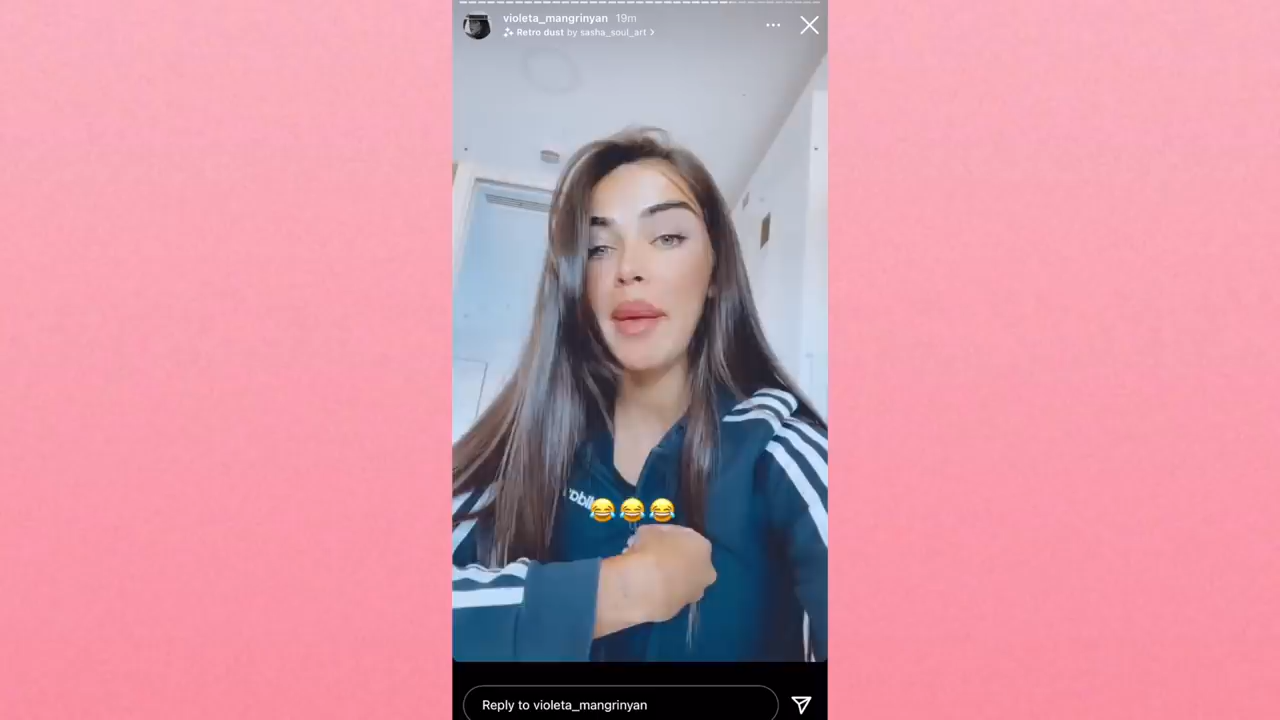 violeta_mangrinyan 19m
Retro dust by sasha_soul_art >
Reply to violeta_mangrinyan